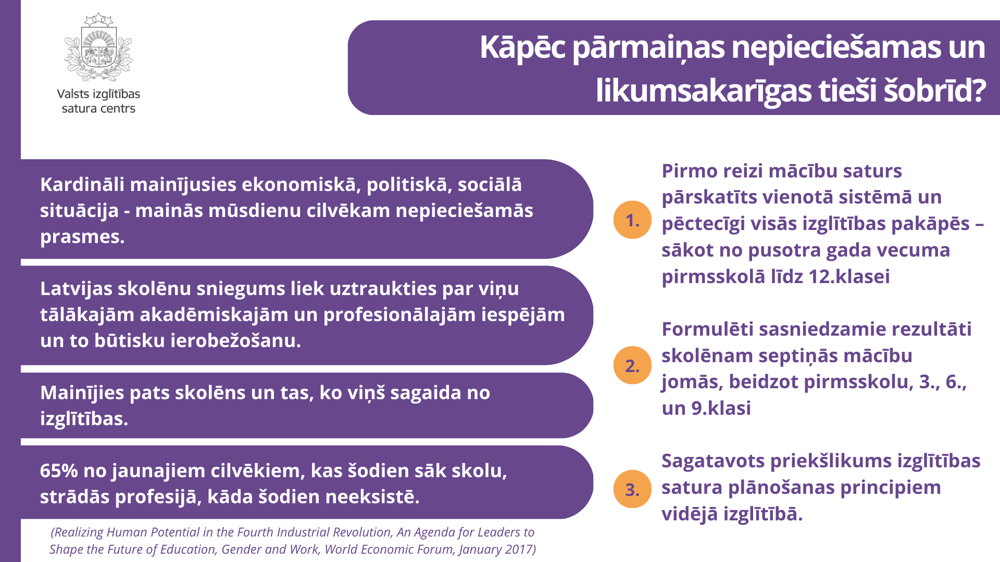 Valsts izglītības
satura centrs
Kāpēc pārmaiņas nepieciešamas un
likumsakarīgas tieši šobrīd?
Kardināli mainījusies ekonomiskā, politiskā, sociālā
situācija - mainās mūsdienu cilvēkam nepieciešamās
prasmes.
Latvijas skolēnu sniegums liek uztraukties par viņu
tālākajām akadēmiskajām un profesionālajām iespējām
un to būtisku ierobežošanu.
Mainījies pats skolēns un tas, ko viņš sagaida no
izglītības.
65% no jaunajiem cilvēkiem, kas šodien sāk skolu,
strādās profesijā, kāda šodien neeksistē.
(Realizing Human Potential in the Fourth Industrial Revolution, An Agenda for Leaders to
Shape the Future of Education, Gender and Work, World Economic Forum, January 2017)
1.
Pirmo reizi mācību saturs
pārskatīts vienotā sistēmā un
pēctecīgi visās izglītības pakāpēs –
sākot no pusotra gada vecuma
pirmsskolā līdz 12.klasei
2.
Formulēti sasniedzamie rezultāti
skolēnam septiņās mācību
jomās, beidzot pirmsskolu, 3., 6.,
un 9.klasi
3.
Sagatavots priekšlikums izglītības
satura plānošanas principiem
vidējā izglītībā.